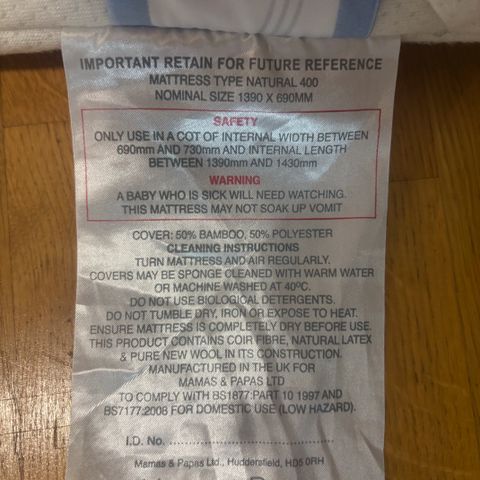 IMPORTANT RETAIN FOR FUTURE REFERENCE
MATTRESS TYPE NATURAL 400
NOMINAL SIZE 1390 X 690MM
SAFETY
ONLY USE IN A COT OF INTERNAL WIDTH BETWEEN
690mm AND 730mm AND INTERNAL LENGTH
BETWEEN 1390mm AND 1430mm
WARNING
A BABY WHO IS SICK WILL NEED WATCHING.
THIS MATTRESS MAY NOT SOAK UP VOMIT
COVER: 50% BAMBOO, 50% POLYESTER
CLEANING INSTRUCTIONS
TURN MATTRESS AND AIR REGULARLY.
COVERS MAY BE SPONGE CLEANED WITH WARM WATER
OR MACHINE WASHED AT 40ºC.
DO NOT USE BIOLOGICAL DETERGENTS.
DO NOT TUMBLE DRY, IRON OR EXPOSE TO HEAT.
ENSURE MATTRESS IS COMPLETELY DRY BEFORE USE.
THIS PRODUCT CONTAINS COIR FIBRE, NATURAL LATEX
& PURE NEW WOOL IN ITS CONSTRUCTION.
MANUFACTURED IN THE UK FOR
MAMAS & PAPAS LTD
TO COMPLY WITH BS1877:PART 10 1997 AND
BS7177:2008 FOR DOMESTIC USE (LOW HAZARD).
I.D. No. ....................................
Mamas & Papas Ltd., Huddersfield, HD5 0RH